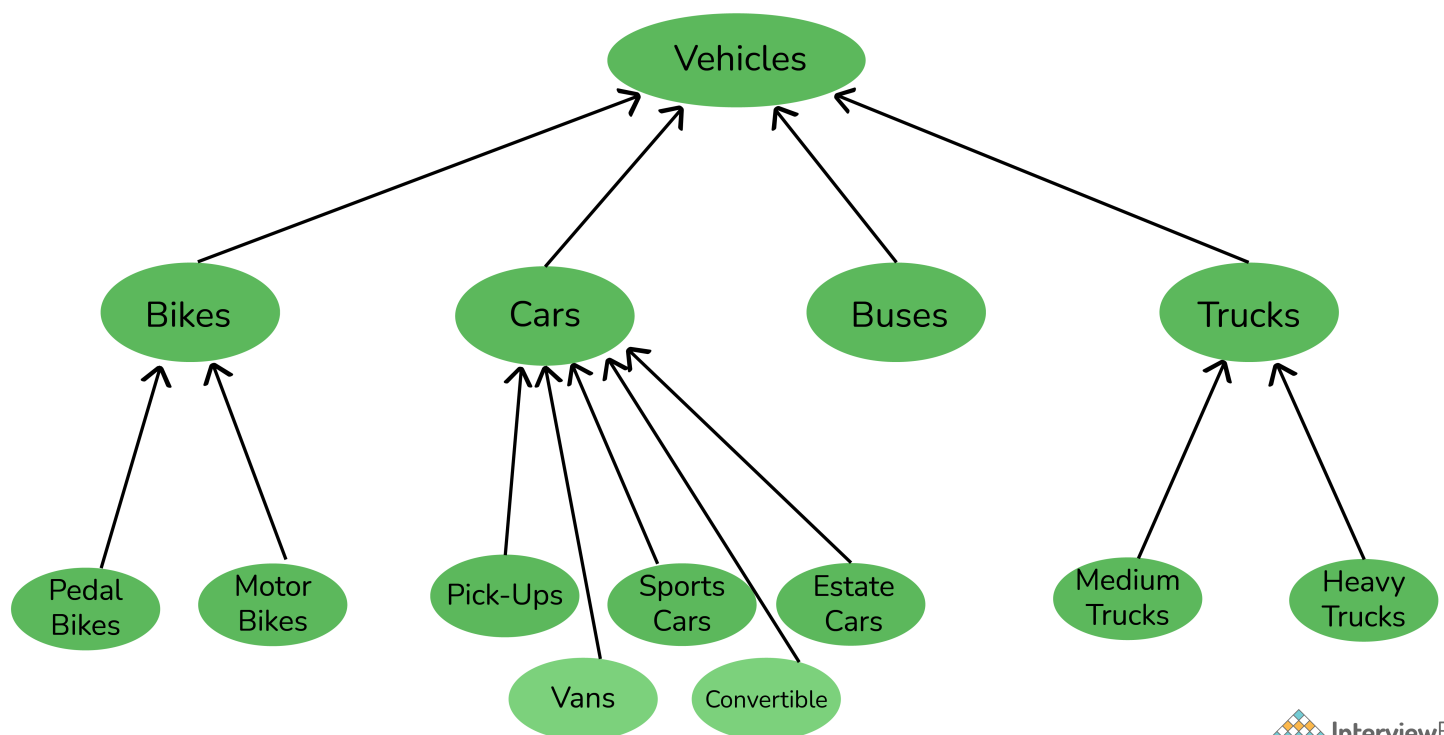 Vehicles
Bikes
Cars
Buses
Trucks
Pedal
Bikes
Motor
Bikes
Pick-Ups
Sports
Cars
Estate
Cars
Medium
Trucks
Heavy
Trucks
Vans
Convertible
Interview